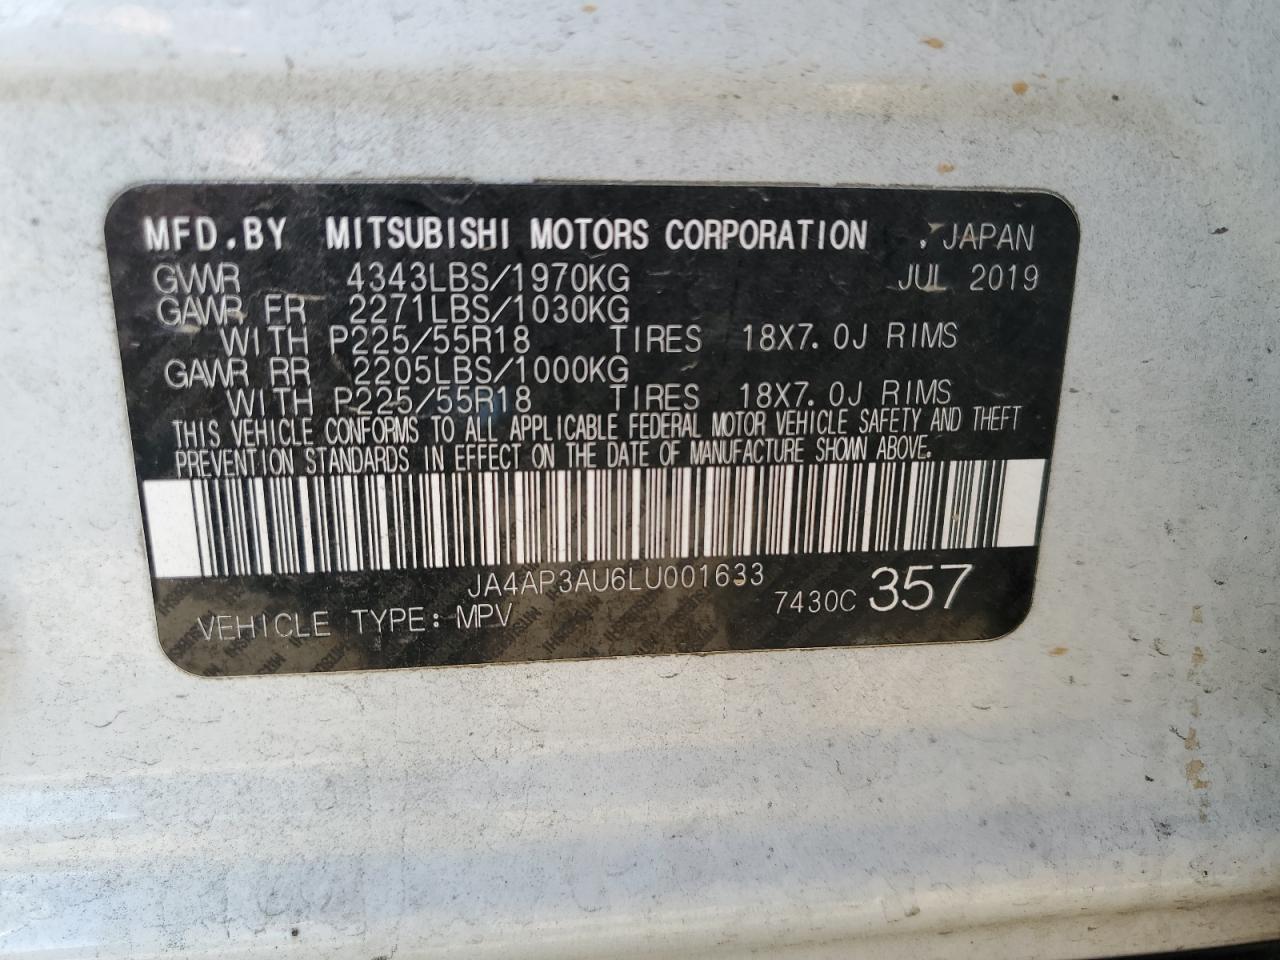 MFD.BY MITSUBISHI MOTORS CORPORATION , JAPAN
GVWR 4343LBS/1970KG JUL 2019
GAWR FR 2271LBS/1030KG
WITH P225/55R18 TIRES 18X7.0J RIMS
GAWR RR 2205LBS/1000KG
WITH P225/55R18 TIRES 18X7.0J RIMS
THIS VEHICLE CONFORMS TO ALL APPLICABLE FEDERAL MOTOR VEHICLE SAFETY AND THEFT
PREVENTION STANDARDS IN EFFECT ON THE DATE OF MANUFACTURE SHOWN ABOVE.
JA4AP3AU6LU001633
VEHICLE TYPE: MPV 7430C 357